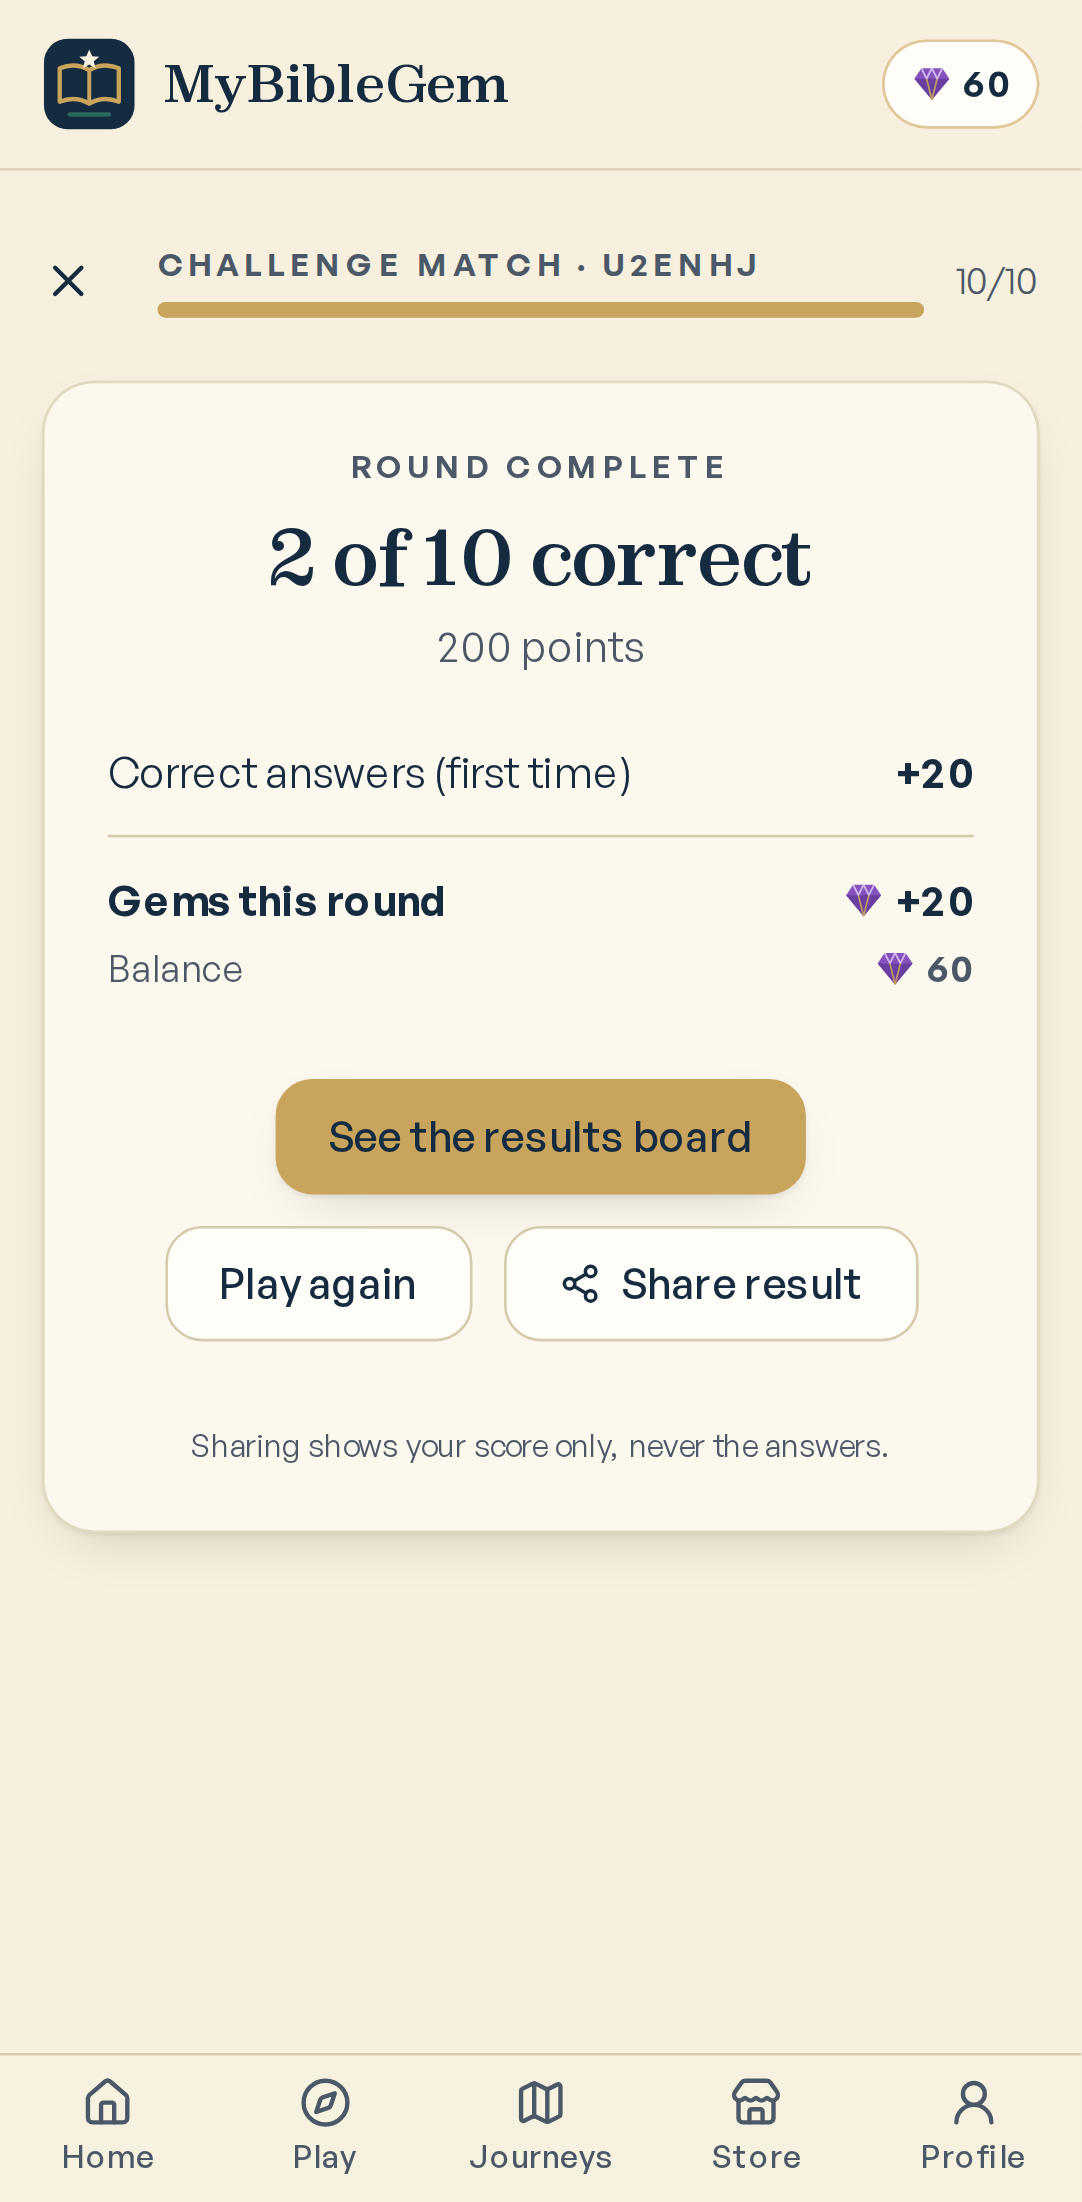 MyBibleGem
60
CHALLENGE MATCH · U2ENHJ
10/10
ROUND COMPLETE
2 of 10 correct
200 points
Correct answers (first time) +20
Gems this round +20
Balance 60
See the results board
Play again
Share result
Sharing shows your score only, never the answers.
Home
Play
Journeys
Store
Profile